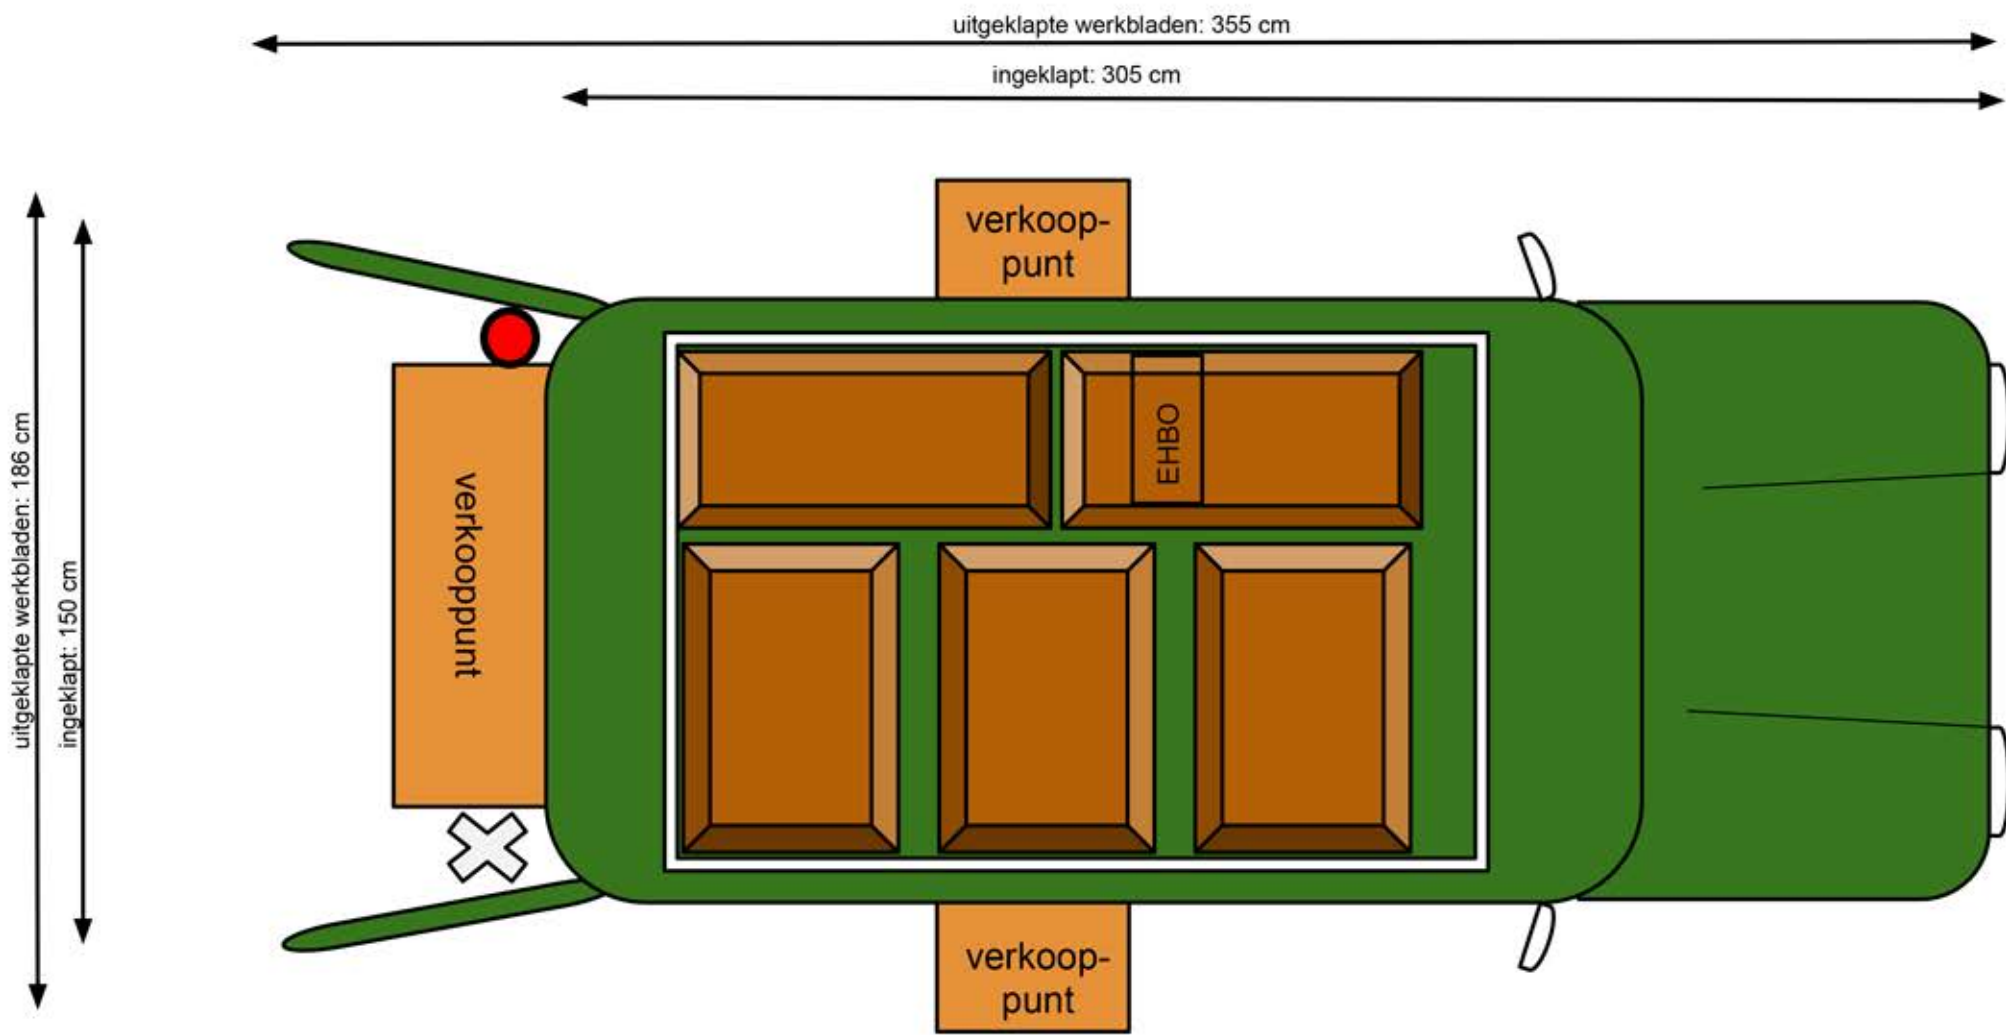 uitgeklapte werkbladen: 355 cm
ingeklapt: 305 cm
verkoop-
punt
uitgeklapte werkbladen: 186 cm
ingeklapt: 150 cm
verkooppunt
EHBO
verkoop-
punt